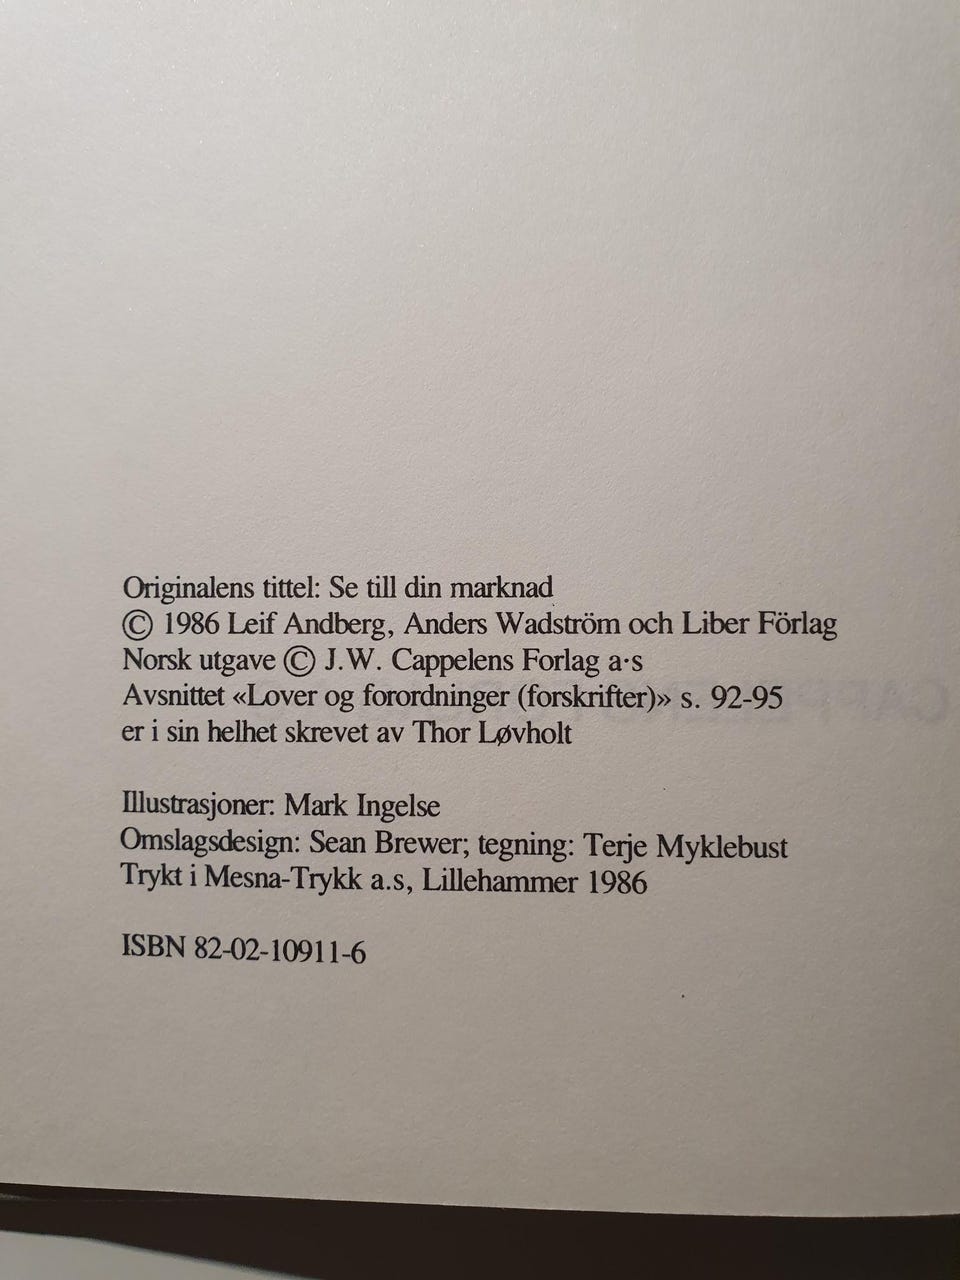 Originalens tittel: Se till din marknad
© 1986 Leif Andberg, Anders Wadström och Liber Förlag
Norsk utgave © J.W. Cappelens Forlag a·s
Avsnittet «Lover og forordninger (forskrifter)» s. 92-95
er i sin helhet skrevet av Thor Løvholt
Illustrasjoner: Mark Ingelse
Omslagsdesign: Sean Brewer; tegning: Terje Myklebust
Trykt i Mesna-Trykk a.s, Lillehammer 1986
ISBN 82-02-10911-6